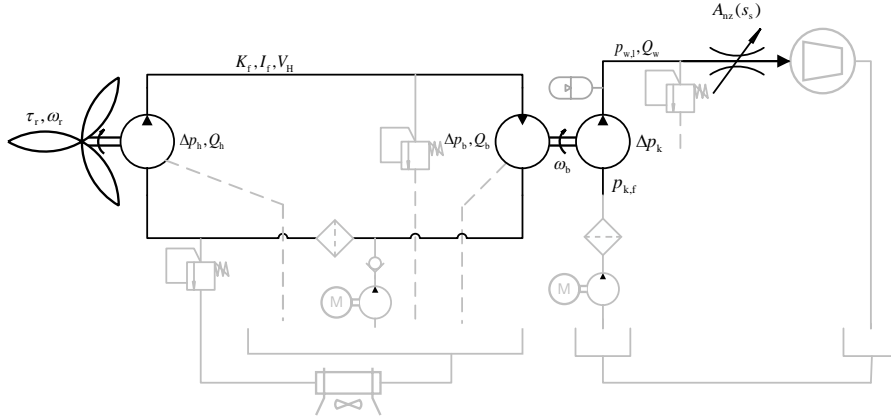 A_nz(s_s)
K_f, I_f, V_H
p_w,l, Q_w
τ_r, ω_r
Δp_h, Q_h
Δp_b, Q_b
Δp_k
ω_b
p_k,f
M
M